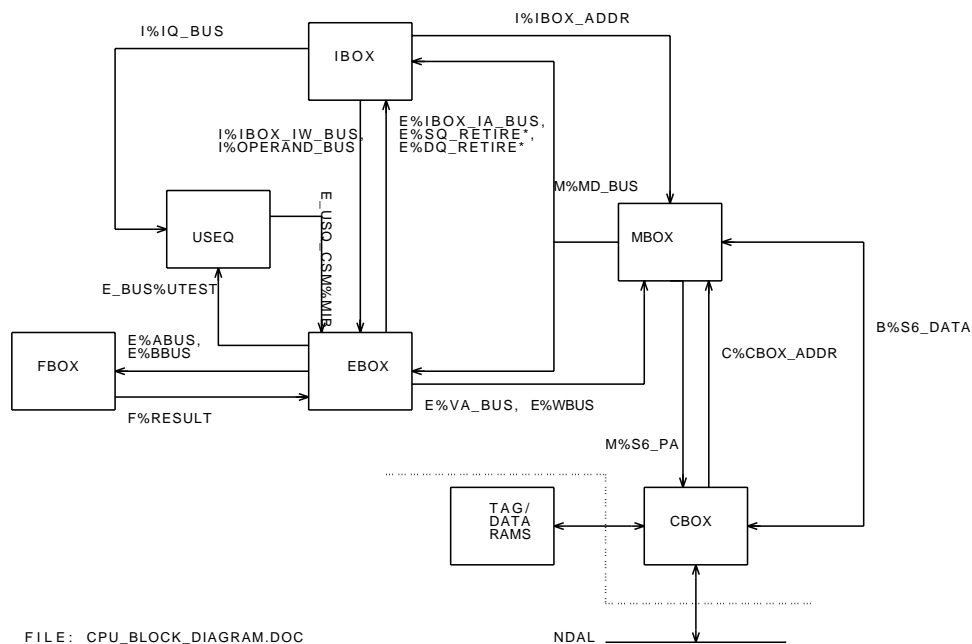 I%IQ_BUS
I%IBOX_ADDR
IBOX
I%IBOX_IW_BUS,
I%OPERAND_BUS
E%IBOX_IA_BUS,
E%SQ_RETIRE*,
E%DQ_RETIRE*
M%MD_BUS
E_USQ_CSM%MIB
USEQ
MBOX
E_BUS%UTEST
B%S6_DATA
E%ABUS,
E%BBUS
C%CBOX_ADDR
FBOX
EBOX
E%VA_BUS, E%WBUS
F%RESULT
M%S6_PA
TAG/
DATA
RAMS
CBOX
FILE: CPU_BLOCK_DIAGRAM.DOC
NDAL